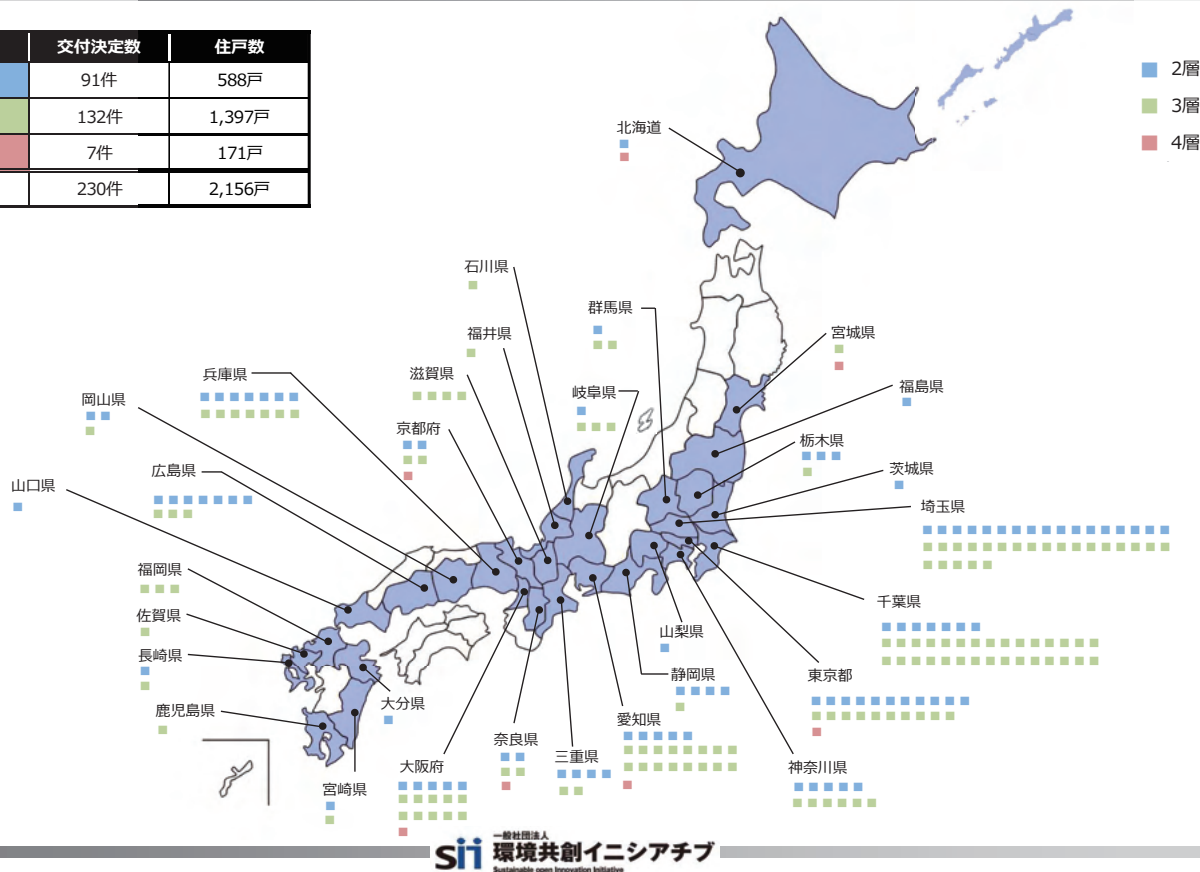 交付決定数 住戸数
91件 588戸
132件 1,397戸
7件 171戸
230件 2,156戸
2層
3層
4層
北海道
石川県
群馬県
福井県
宮城県
兵庫県
滋賀県
福島県
岡山県
岐阜県
京都府
栃木県
広島県
茨城県
山口県
埼玉県
福岡県
千葉県
佐賀県
山梨県
長崎県
静岡県
東京都
大分県
鹿児島県
愛知県
奈良県
三重県
大阪府
神奈川県
宮崎県
一般社団法人
sii 環境共創イニシアチブ
Sustainable open Innovation Initiative